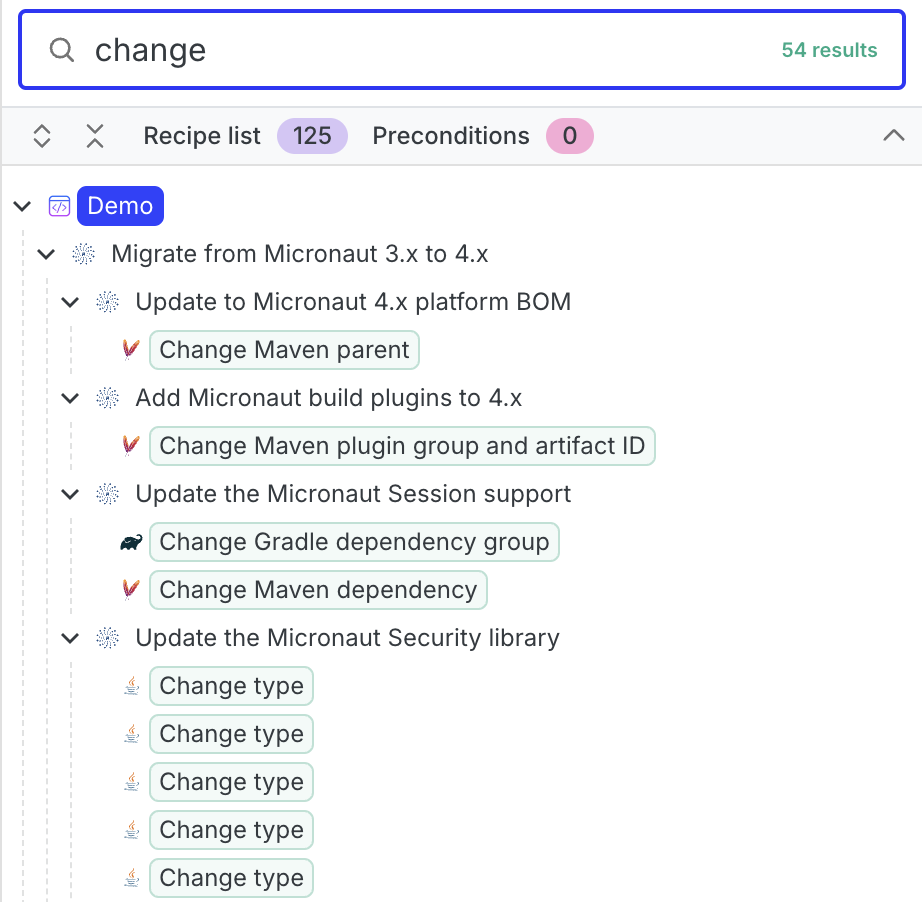 change 54 results
Recipe list 125 Preconditions 0
Demo
Migrate from Micronaut 3.x to 4.x
Update to Micronaut 4.x platform BOM
Change Maven parent
Add Micronaut build plugins to 4.x
Change Maven plugin group and artifact ID
Update the Micronaut Session support
Change Gradle dependency group
Change Maven dependency
Update the Micronaut Security library
Change type
Change type
Change type
Change type
Change type